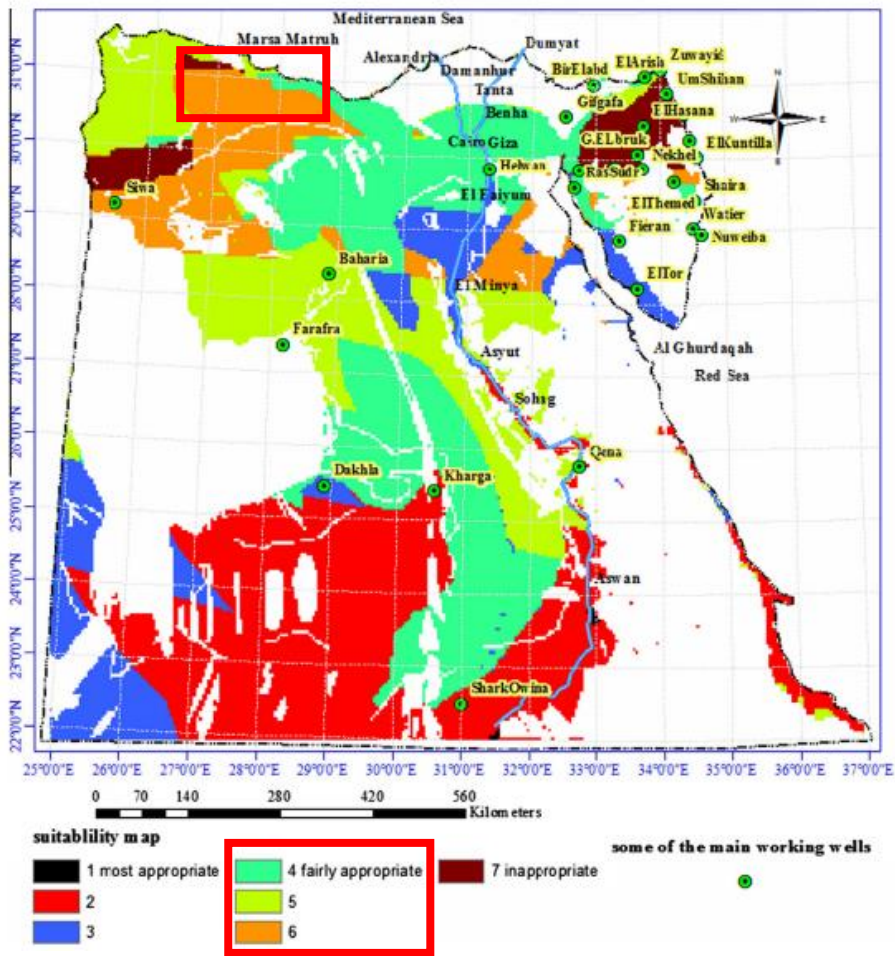 Mediterranean Sea
Marsa Matruh
Dumyat
Alexandria
Damanhur
Tanta
Benha
Cairo Giza
Helwan
El Faiyum
BirElabd
ElArish
Zuwayié
UmShihan
Gifgafa
ElHasana
G.ELbruk
ElKuntilla
Nekhel
RasSudr
Shaira
ElThemed
Watier
Fieran
Nuweiba
ElTor
Siwa
Baharia
El Minya
Farafra
Asyut
Al Ghurdaqah
Red Sea
Sohag
Qena
Dakhla
Kharga
Aswan
SharkOwina
N
W
E
S
31°0'0"N
30°0'0"N
29°0'0"N
28°0'0"N
27°0'0"N
26°0'0"N
25°0'0"N
24°0'0"N
23°0'0"N
22°0'0"N
25°0'0"E 26°0'0"E 27°0'0"E 28°0'0"E 29°0'0"E 30°0'0"E 31°0'0"E 32°0'0"E 33°0'0"E 34°0'0"E 35°0'0"E 36°0'0"E 37°0'0"E
0 70 140 280 420 560
Kilometers
suitablility map
1 most appropriate
2
3
4 fairly appropriate
5
6
7 inappropriate
some of the main working wells